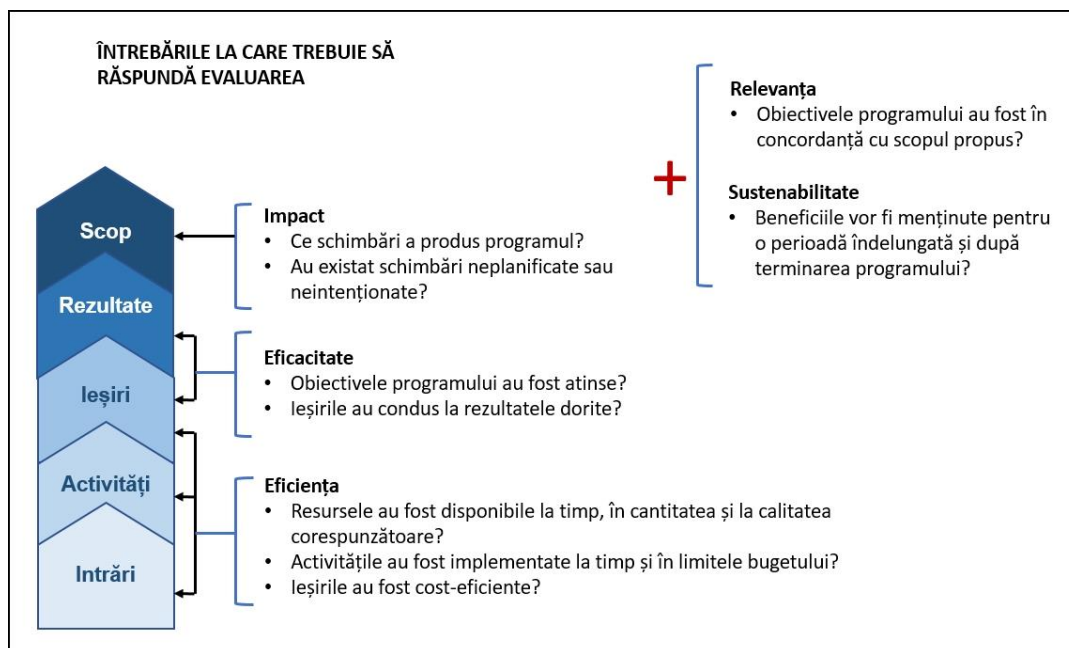 ÎNTREBĂRILE LA CARE TREBUIE SĂ
RĂSPUNDĂ EVALUAREA
Relevanța
• Obiectivele programului au fost în
concordanță cu scopul propus?
Sustenabilitate
• Beneficiile vor fi menținute pentru
o perioadă îndelungată și după
terminarea programului?
Scop
Rezultate
Ieșiri
Activități
Intrări
Impact
• Ce schimbări a produs programul?
• Au existat schimbări neplanificate sau
neintenționate?
Eficacitate
• Obiectivele programului au fost atinse?
• Ieșirile au condus la rezultatele dorite?
Eficiența
• Resursele au fost disponibile la timp, în cantitatea și la calitatea
corespunzătoare?
• Activitățile au fost implementate la timp și în limitele bugetului?
• Ieșirile au fost cost-eficiente?